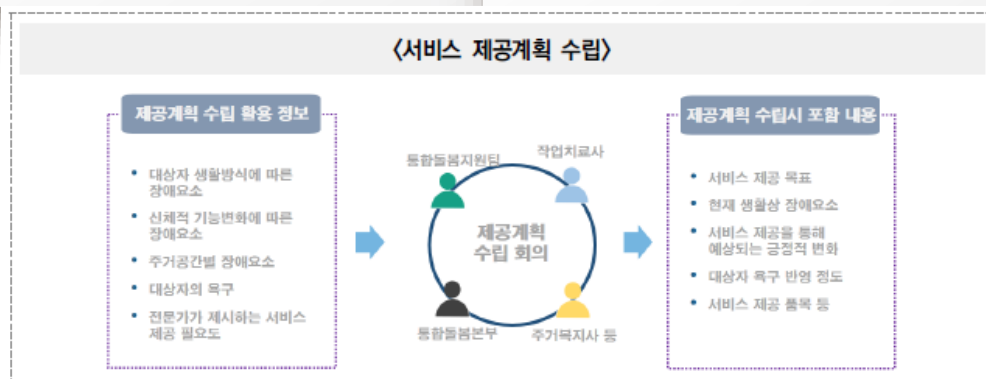 〈서비스 제공계획 수립〉
제공계획 수립 활용 정보
• 대상자 생활방식에 따른
장애요소
• 신체적 기능변화에 따른
장애요소
• 주거공간별 장애요소
• 대상자의 욕구
• 전문가가 제시하는 서비스
제공 필요도
통합돌봄지원팀
작업치료사
제공계획
수립 회의
통합돌봄본부
주거복지사 등
제공계획 수립시 포함 내용
• 서비스 제공 목표
• 현재 생활상 장애요소
• 서비스 제공을 통해
예상되는 긍정적 변화
• 대상자 욕구 반영 정도
• 서비스 제공 품목 등